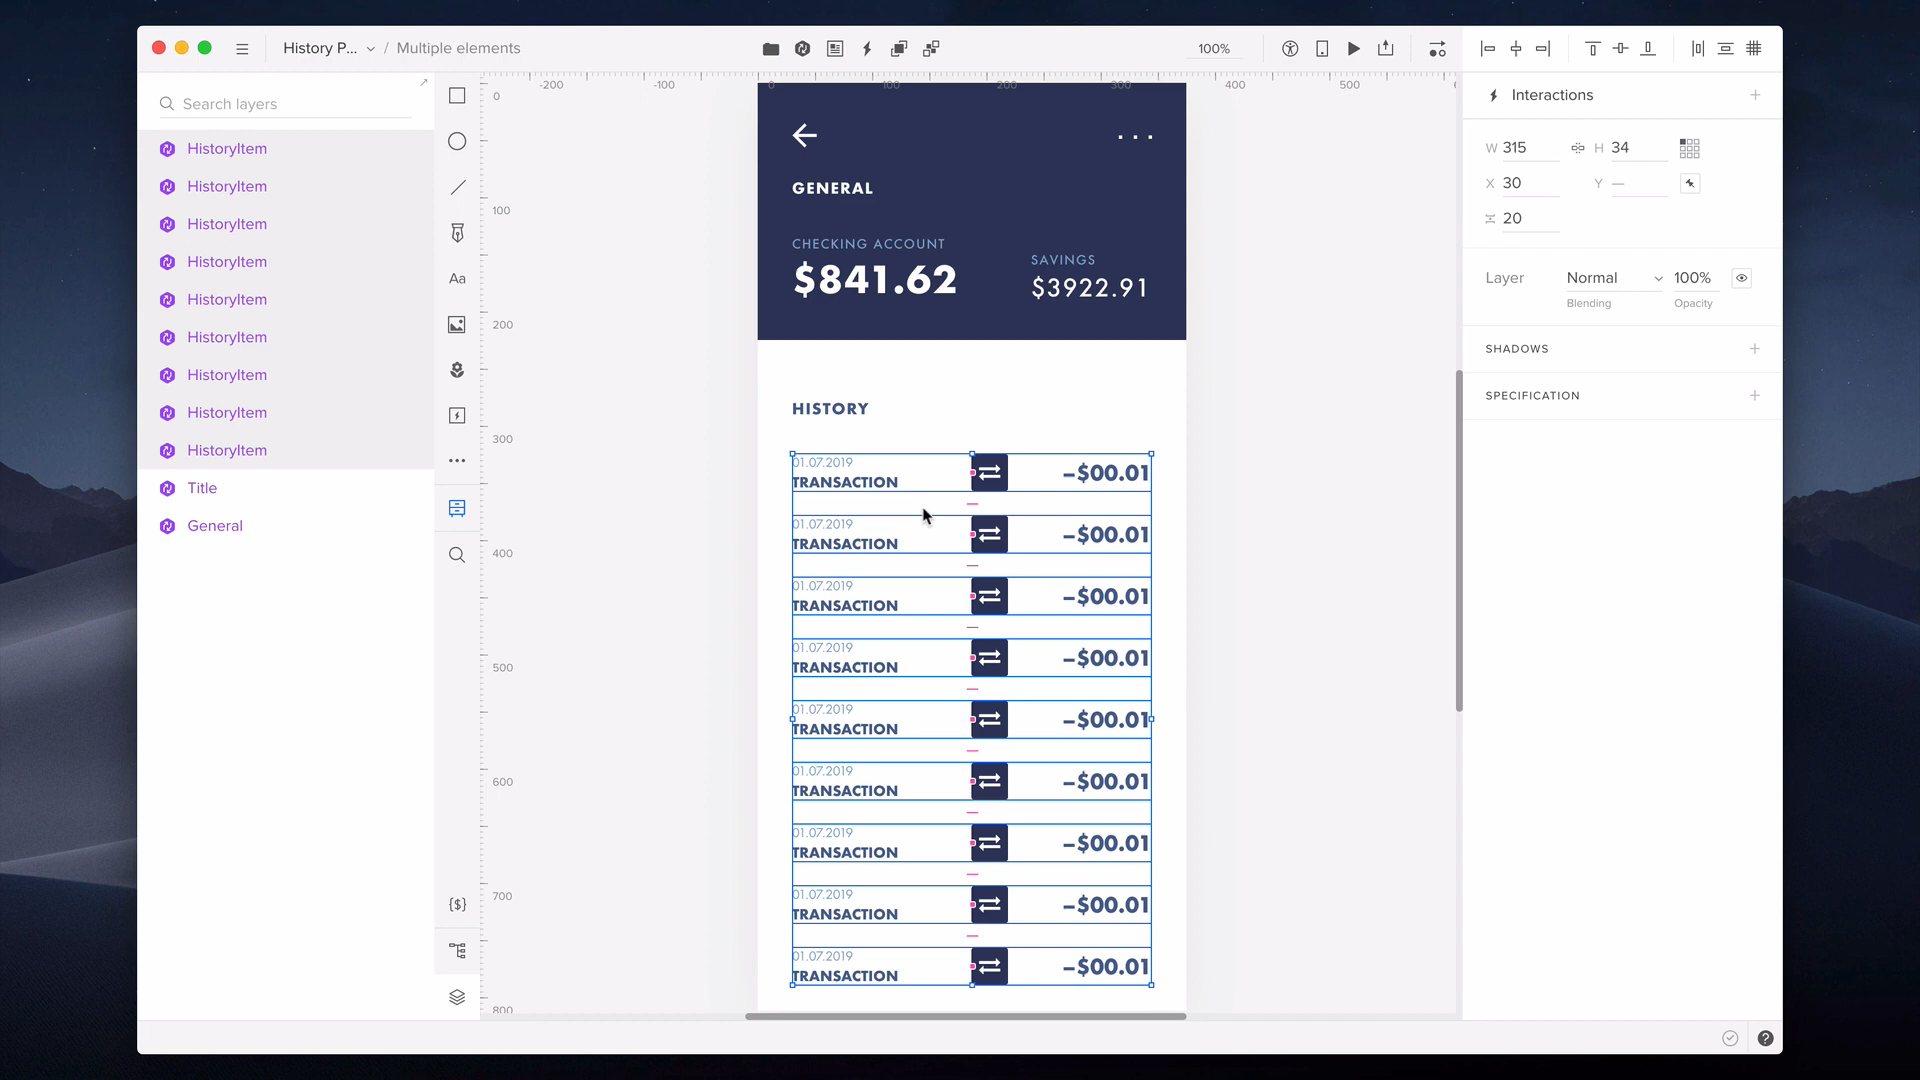 History P... / Multiple elements
100%
Search layers
HistoryItem
HistoryItem
HistoryItem
HistoryItem
HistoryItem
HistoryItem
HistoryItem
HistoryItem
HistoryItem
Title
General
Aa
{$}
-200
-100
0
100
200
300
400
500
0
100
200
300
400
500
600
700
800
GENERAL
CHECKING ACCOUNT
$841.62
SAVINGS
$3922.91
HISTORY
01.07.2019
TRANSACTION
–$00.01
01.07.2019
TRANSACTION
–$00.01
01.07.2019
TRANSACTION
–$00.01
01.07.2019
TRANSACTION
–$00.01
01.07.2019
TRANSACTION
–$00.01
01.07.2019
TRANSACTION
–$00.01
01.07.2019
TRANSACTION
–$00.01
01.07.2019
TRANSACTION
–$00.01
01.07.2019
TRANSACTION
–$00.01
Interactions
W 315 H 34
X 30 Y —
20
Layer Normal 100%
Blending Opacity
SHADOWS
SPECIFICATION